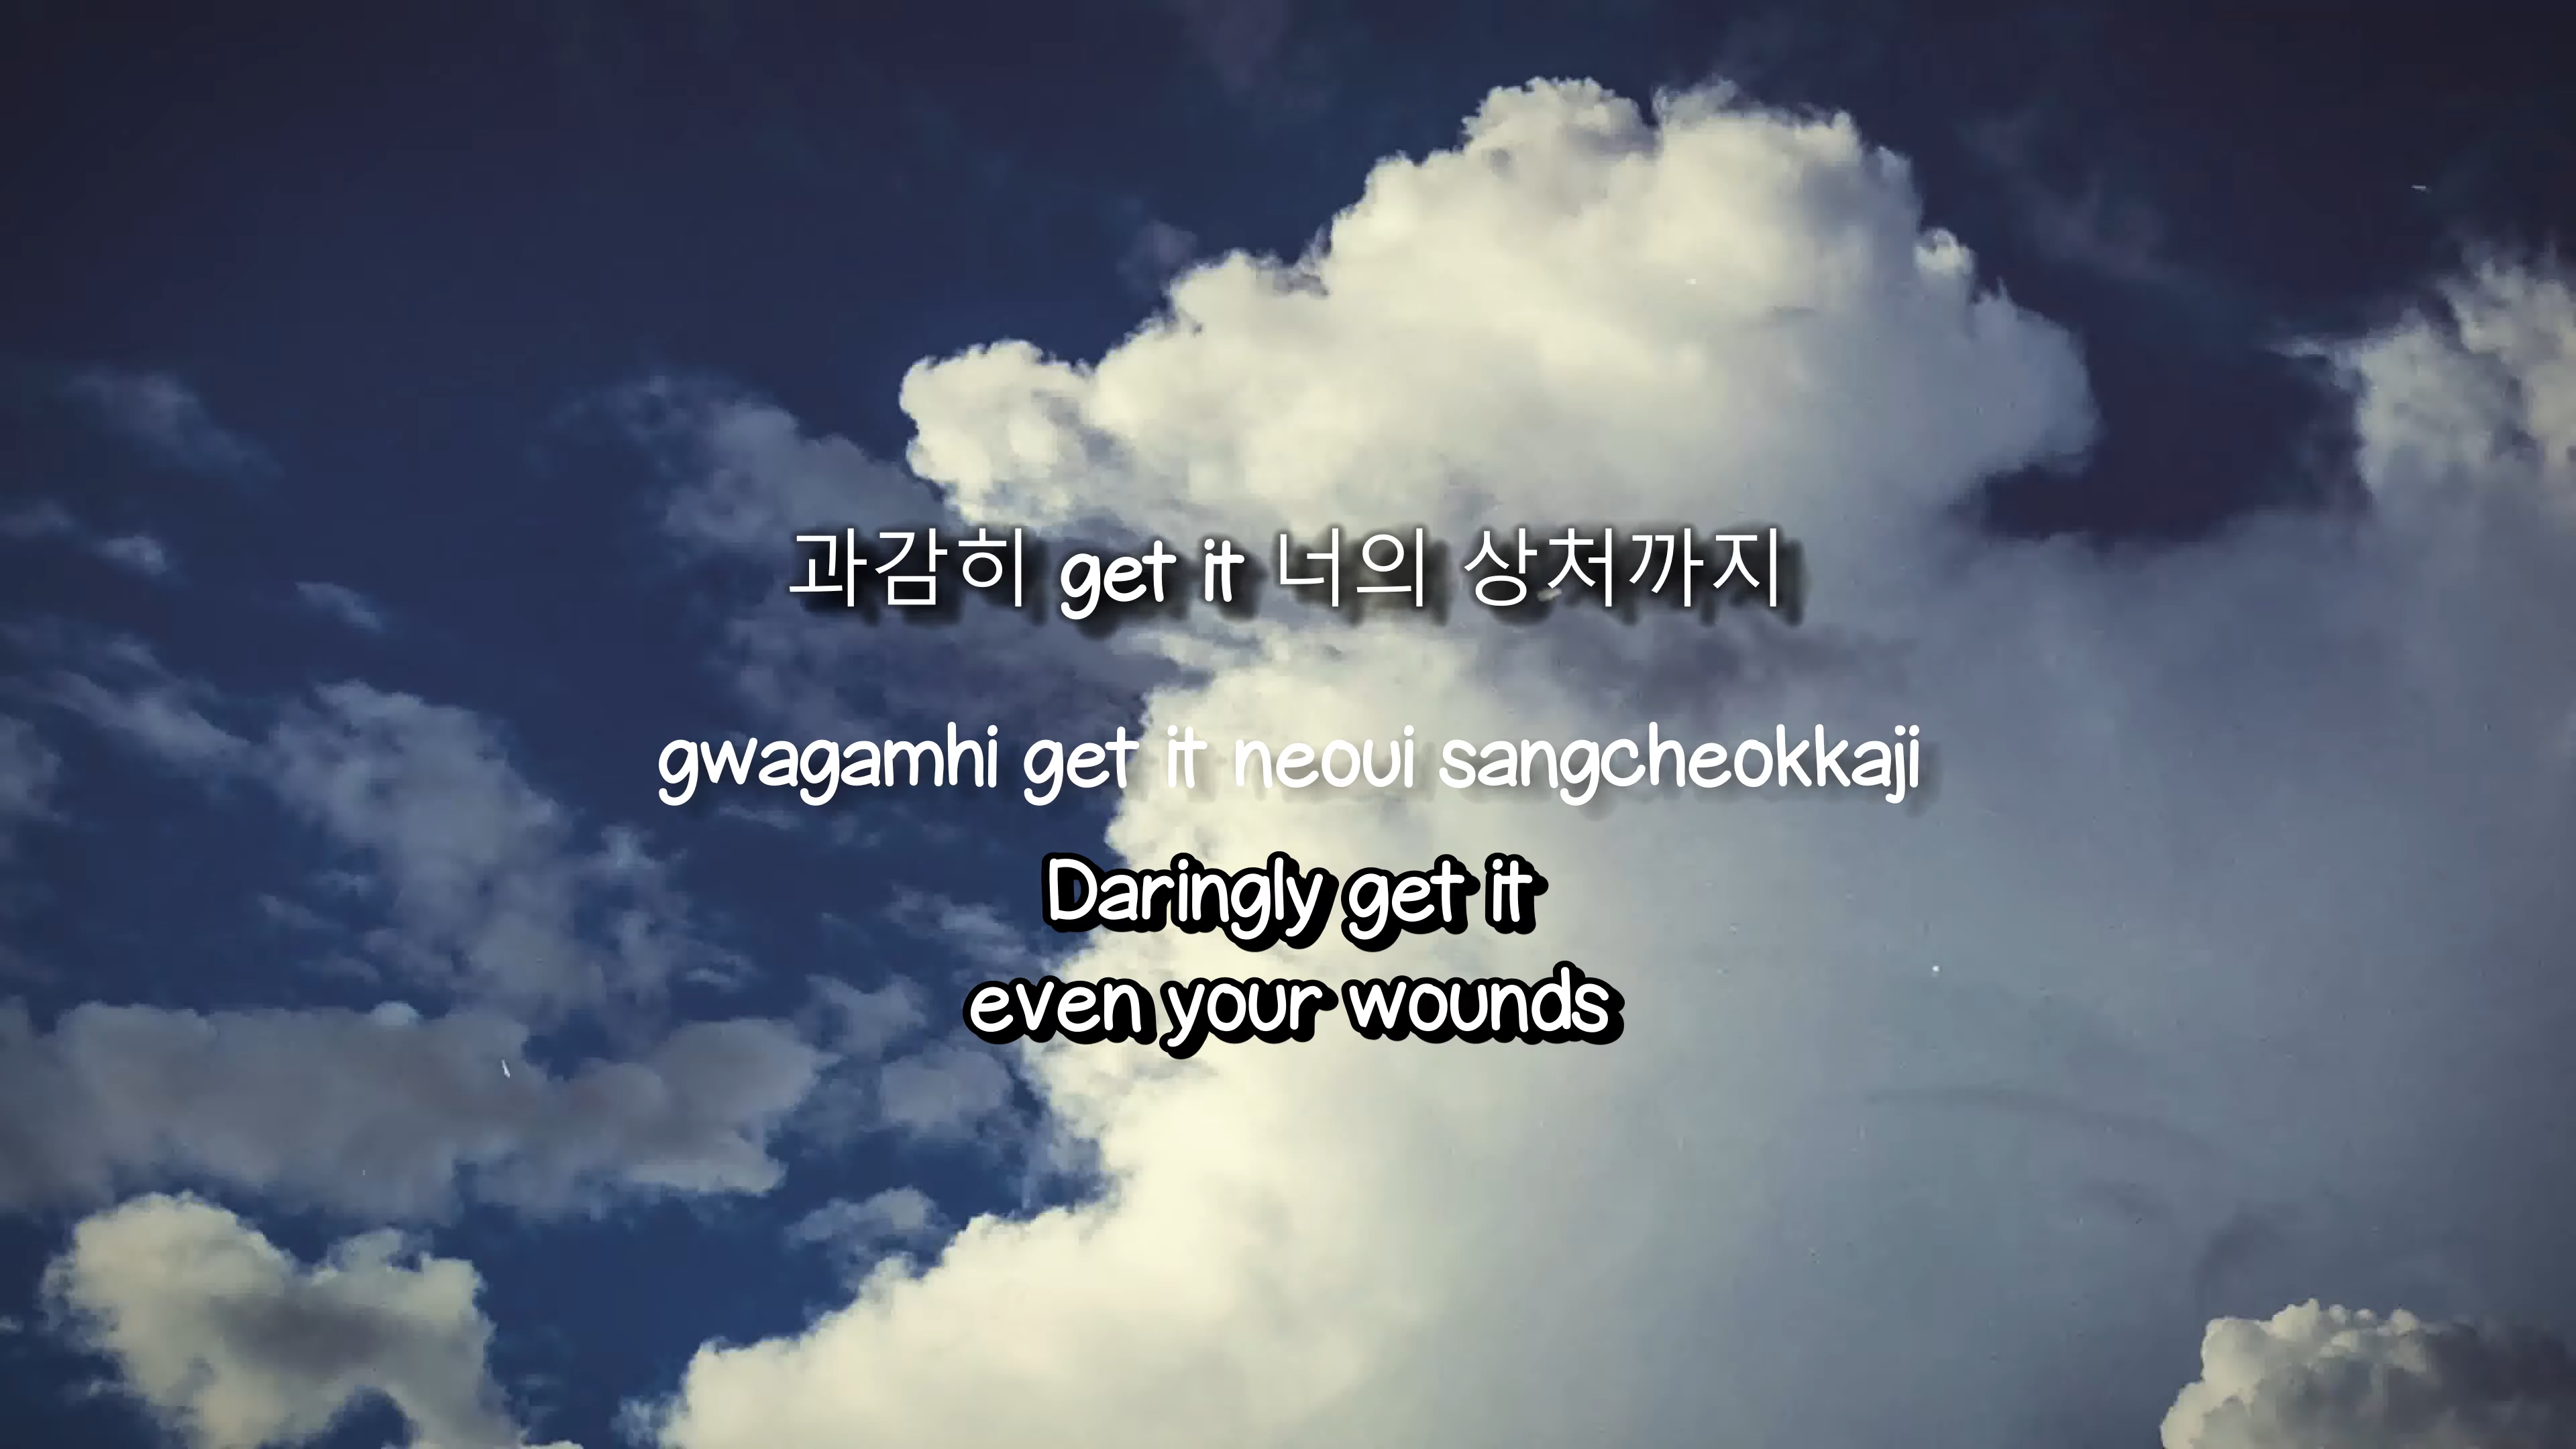 과감히 get it 너의 상처까지
gwagamhi get it neoui sangcheokkaji
Daringly get it
even your wounds